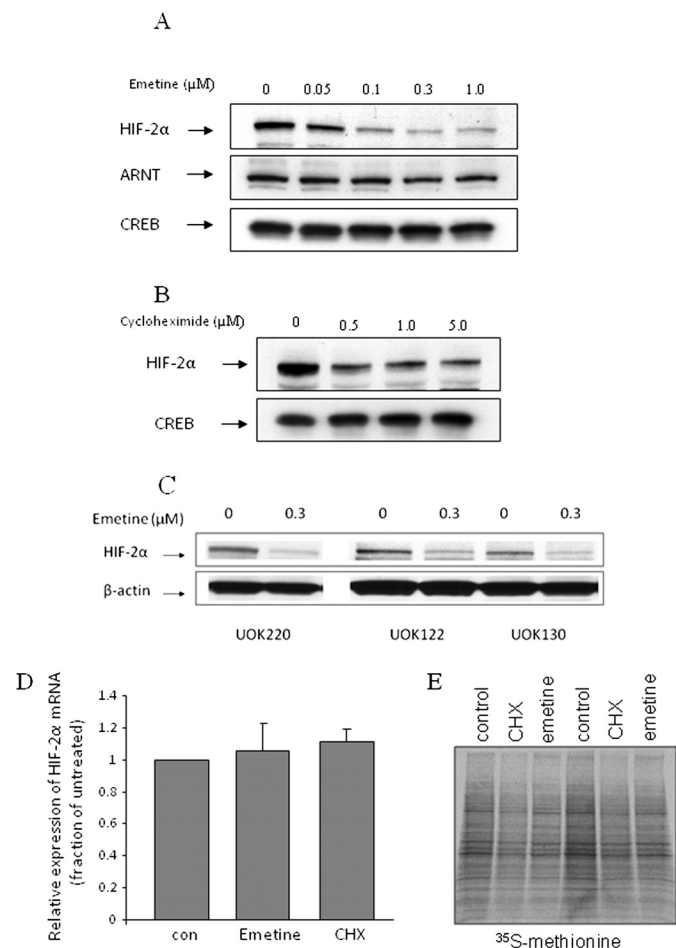 A
Emetine (µM) 0 0.05 0.1 0.3 1.0
HIF-2α
ARNT
CREB
B
Cycloheximide (µM) 0 0.5 1.0 5.0
HIF-2α
CREB
C
Emetine (µM) 0 0.3 0 0.3 0 0.3
HIF-2α
β-actin
UOK220 UOK122 UOK130
D
Relative expression of HIF-2α mRNA
(fraction of untreated)
1.4
1.2
1
0.8
0.6
0.4
0.2
0
con Emetine CHX
E
control CHX emetine control CHX emetine
³⁵S-methionine